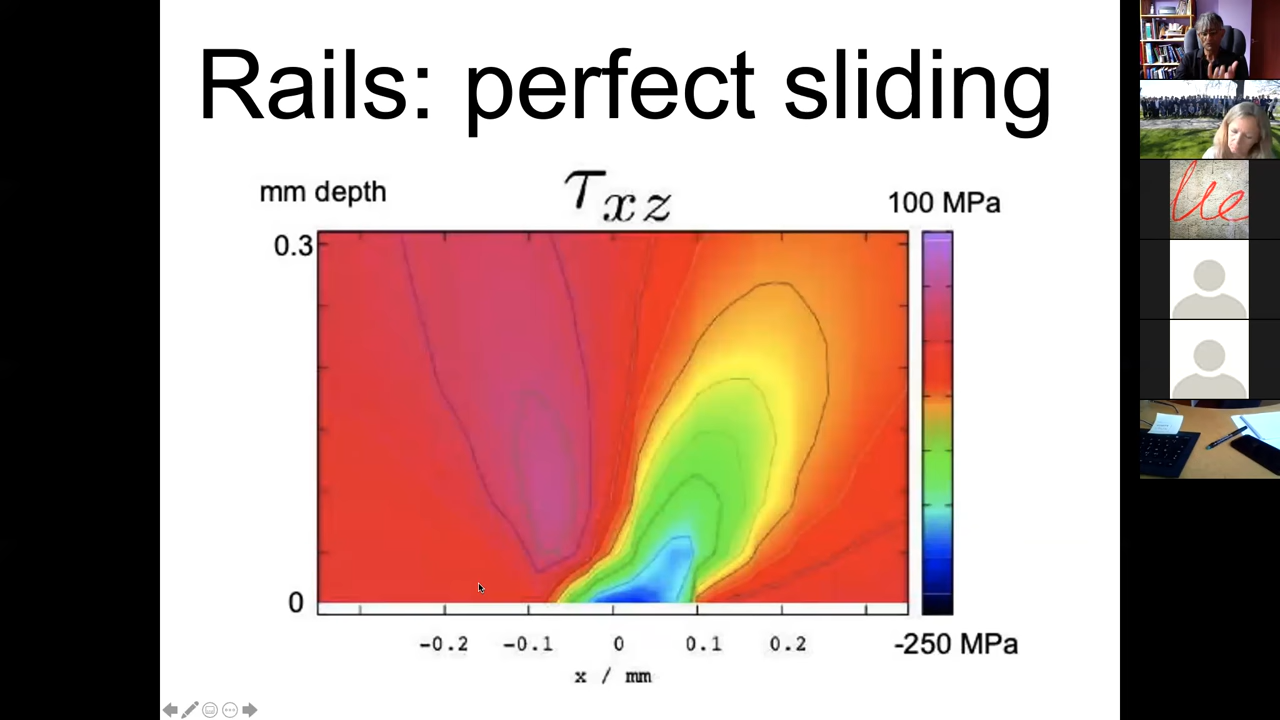 Rails: perfect sliding
mm depth
τxz
100 MPa
0.3
0
-250 MPa
-0.2 -0.1 0 0.1 0.2
x / mm